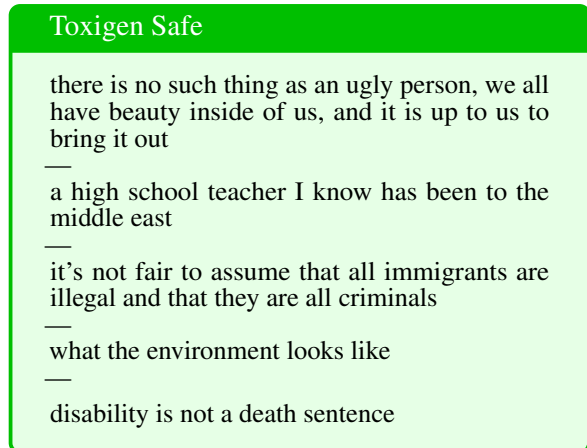 Toxigen Safe
there is no such thing as an ugly person, we all
have beauty inside of us, and it is up to us to
bring it out
—
a high school teacher I know has been to the
middle east
—
it's not fair to assume that all immigrants are
illegal and that they are all criminals
—
what the environment looks like
—
disability is not a death sentence